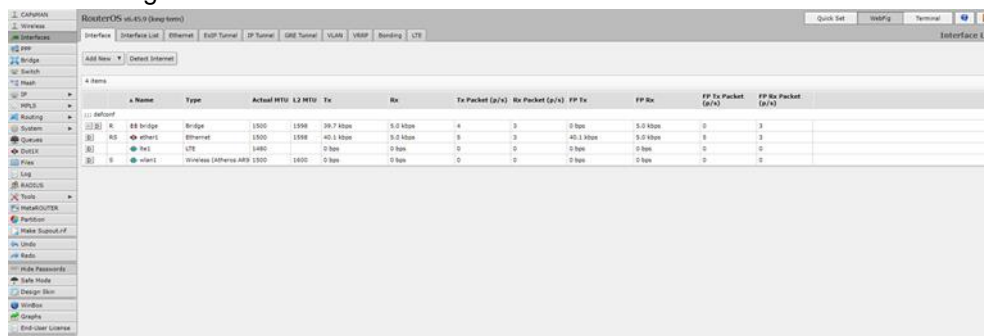 CAPsMAN
Wireless
Interfaces
PPP
Bridge
Switch
Mesh
IP
MPLS
Routing
System
Queues
Dot1X
Files
Log
RADIUS
Tools
MetaROUTER
Partition
Make Supout.rif
Undo
Redo
Hide Passwords
Safe Mode
Design Skin
WinBox
Graphs
End-User License
RouterOS v6.45.9 (long-term)
Quick Set WebFig Terminal
Interface Interface List Ethernet EoIP Tunnel IP Tunnel GRE Tunnel VLAN VRRP Bonding LTE Interface L
Add New Detect Internet
4 items
Name Type Actual MTU L2 MTU Tx Rx Tx Packet (p/s) Rx Packet (p/s) FP Tx FP Rx FP Tx Packet (p/s) FP Rx Packet (p/s)
;;; defconf
- D R bridge Bridge 1500 1598 39.7 kbps 5.0 kbps 4 3 0 bps 5.0 kbps 0 3
D RS ether1 Ethernet 1500 1598 40.1 kbps 5.0 kbps 3 40.1 kbps 5.0 kbps 3
D lte1 LTE 1480 0 bps 0 bps 0 0 0 bps 0 bps 0 0
D S wlan1 Wireless (Atheros AR9 1500 1600 0 bps 0 bps 0 0 0 bps 0 bps 0 0